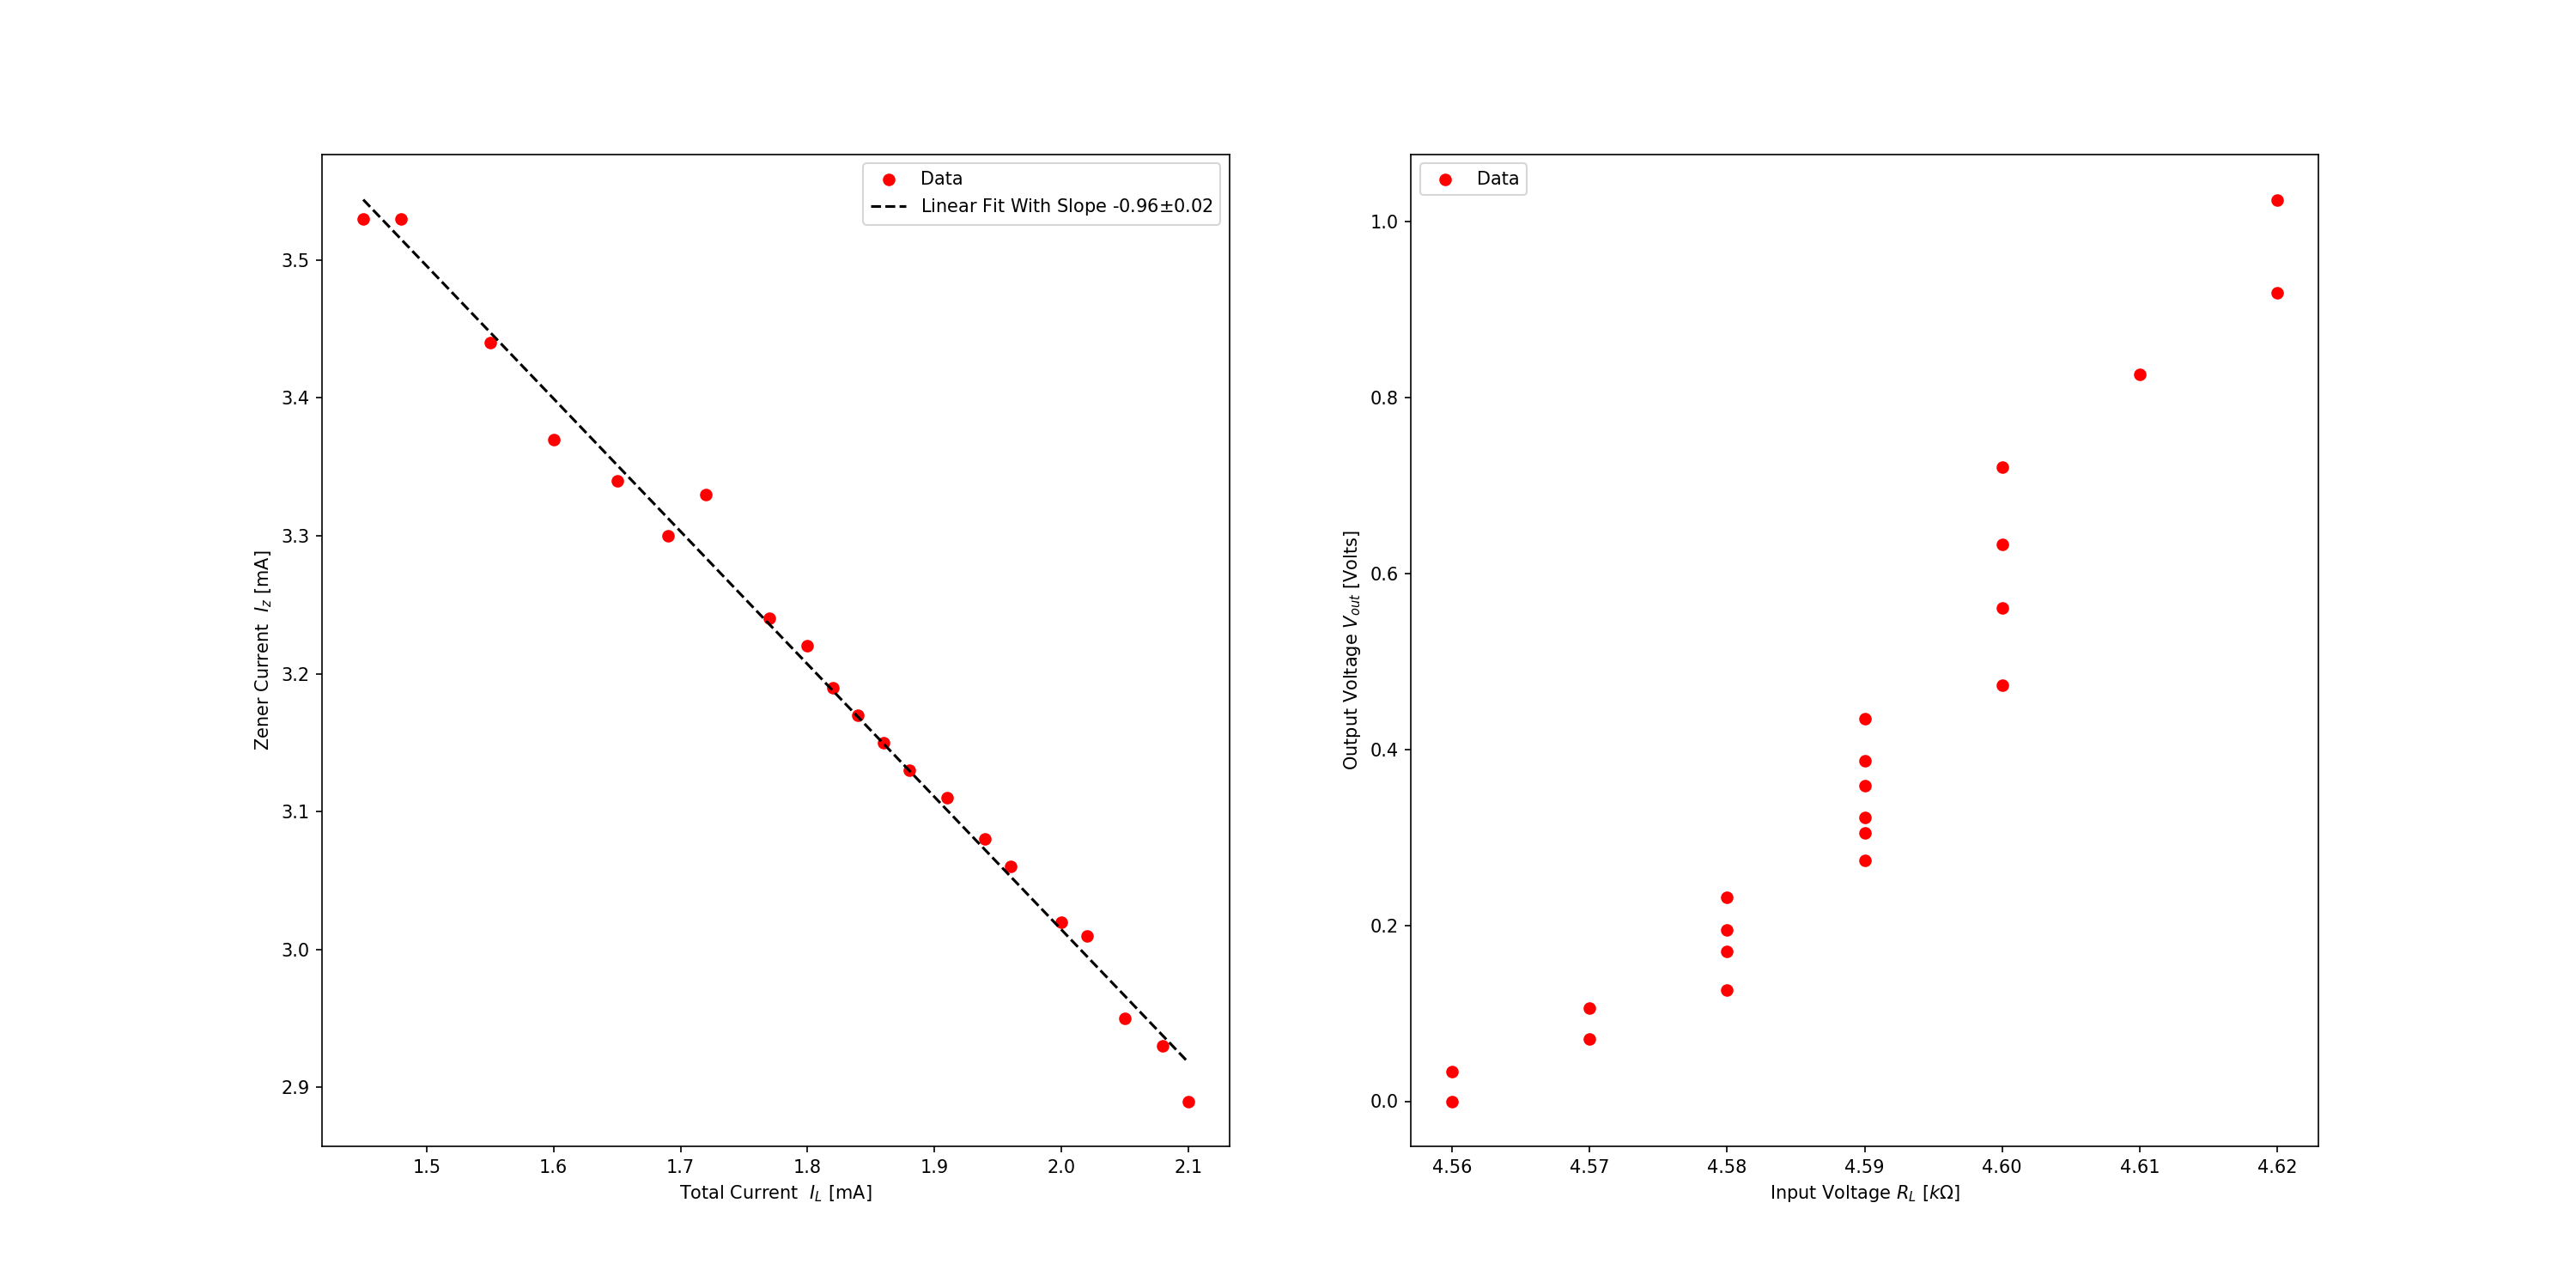 Data
Linear Fit With Slope -0.96±0.02
3.5
3.4
3.3
3.2
3.1
3.0
2.9
Zener Current I_z [mA]
1.5 1.6 1.7 1.8 1.9 2.0 2.1
Total Current I_L [mA]
Data
1.0
0.8
0.6
0.4
0.2
0.0
Output Voltage V_out [Volts]
4.56 4.57 4.58 4.59 4.60 4.61 4.62
Input Voltage R_L [kΩ]